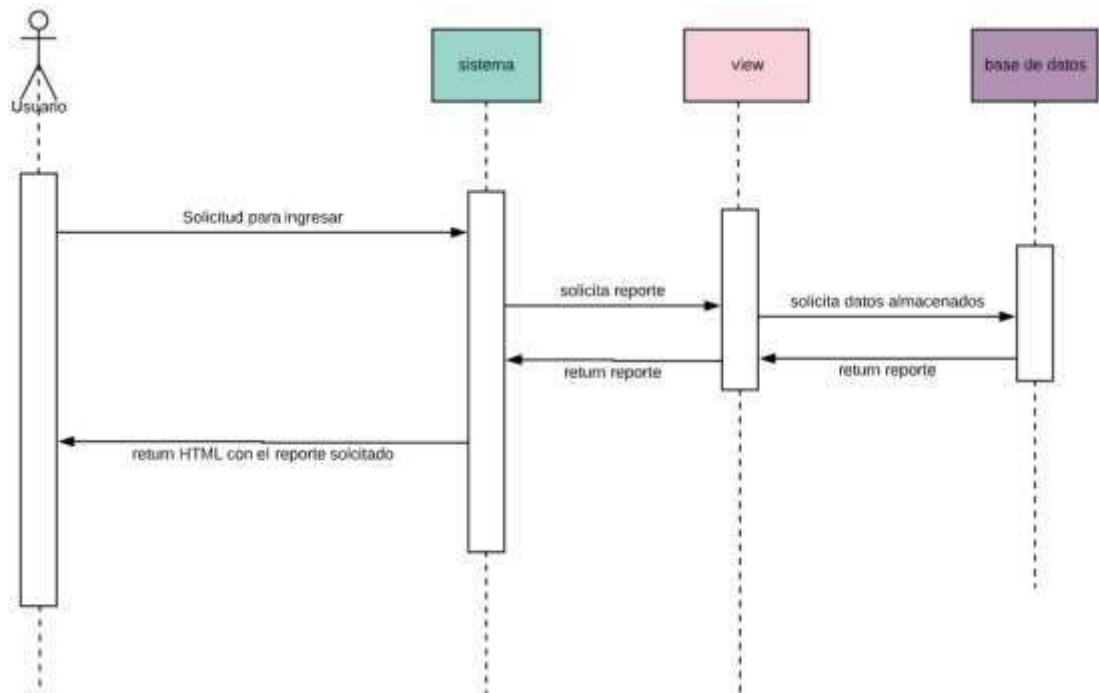 Usuario
sistema
view
base de datos
Solicitud para ingresar
solicita reporte
solicita datos almacenados
return reporte
return reporte
return HTML con el reporte solcitado